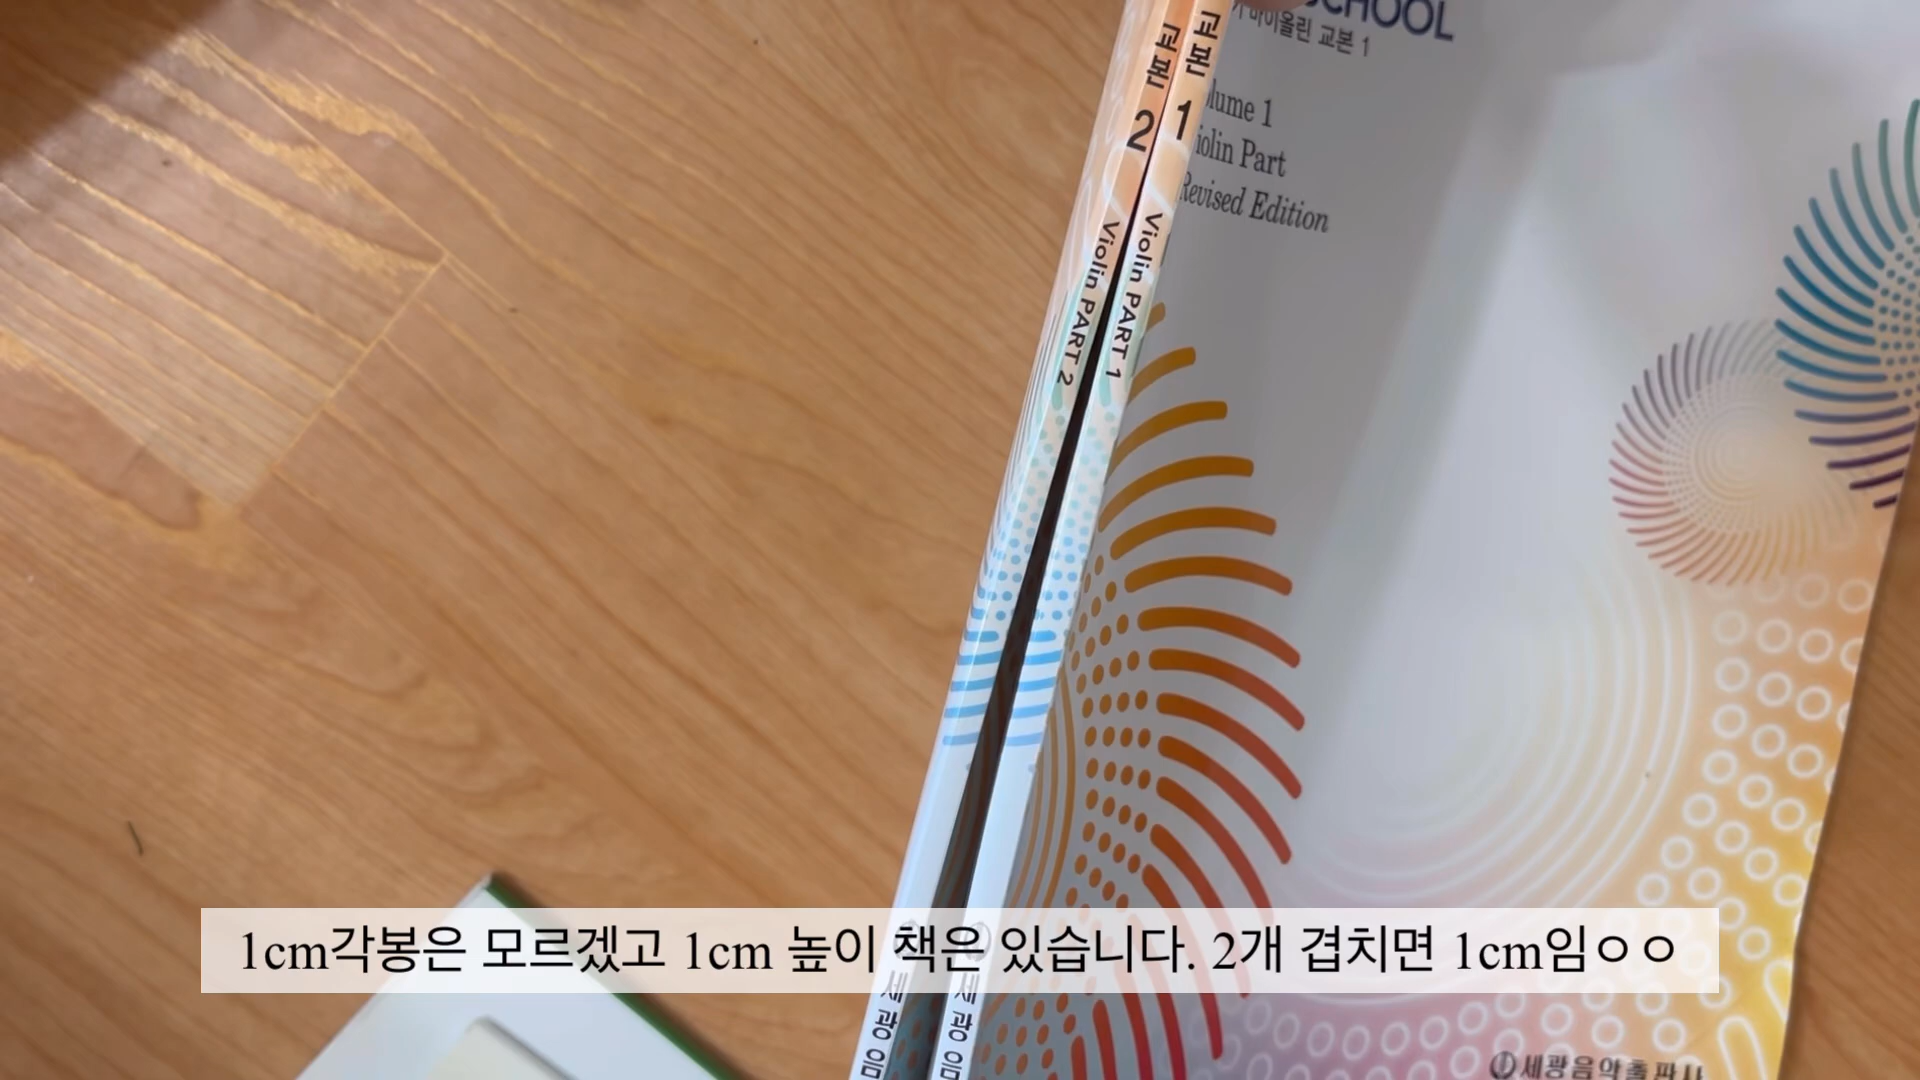 SCHOOL
바이올린 교본 1
Volume 1
Violin Part
Revised Edition
교본 2 Violin PART 2 세광음
교본 1 Violin PART 1 세광음
1cm각봉은 모르겠고 1cm 높이 책은 있습니다. 2개 겹치면 1cm임ㅇㅇ
세광음악출판사